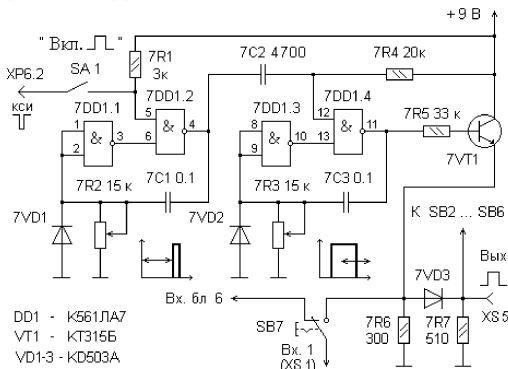 +9 В
" Вкл. "
7R1
3к
7C2 4700
7R4 20к
XP6.2
SA 1
кси
7DD1.1
7DD1.2
7DD1.3
7DD1.4
7R5 33 к
1
2
&
3
5
6
&
4
8
9
&
10
12
13
&
11
7VT1
7R2 15 к
7C1 0.1
7R3 15 к
7C3 0.1
7VD1
7VD2
К SB2 ... SB6
7VD3
Вых
Вх. бл 6
SB7
Вх. 1
(XS 1)
7R6
300
7R7
510
XS 5
DD1 - К561ЛА7
VT1 - КТ315Б
VD1-3 - KD503A